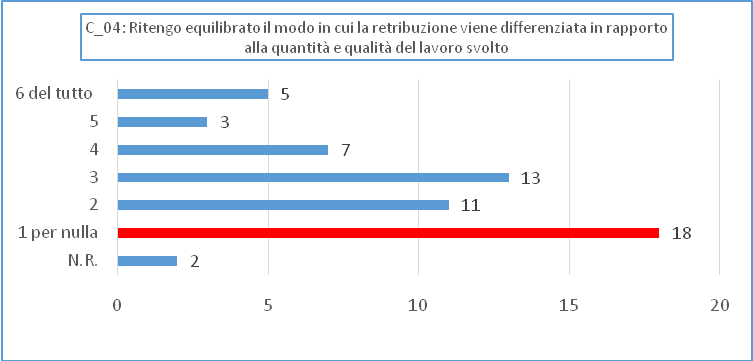 C_04: Ritengo equilibrato il modo in cui la retribuzione viene differenziata in rapporto
alla quantità e qualità del lavoro svolto
6 del tutto 5
5 3
4 7
3 13
2 11
1 per nulla 18
N.R. 2
0 5 10 15 20